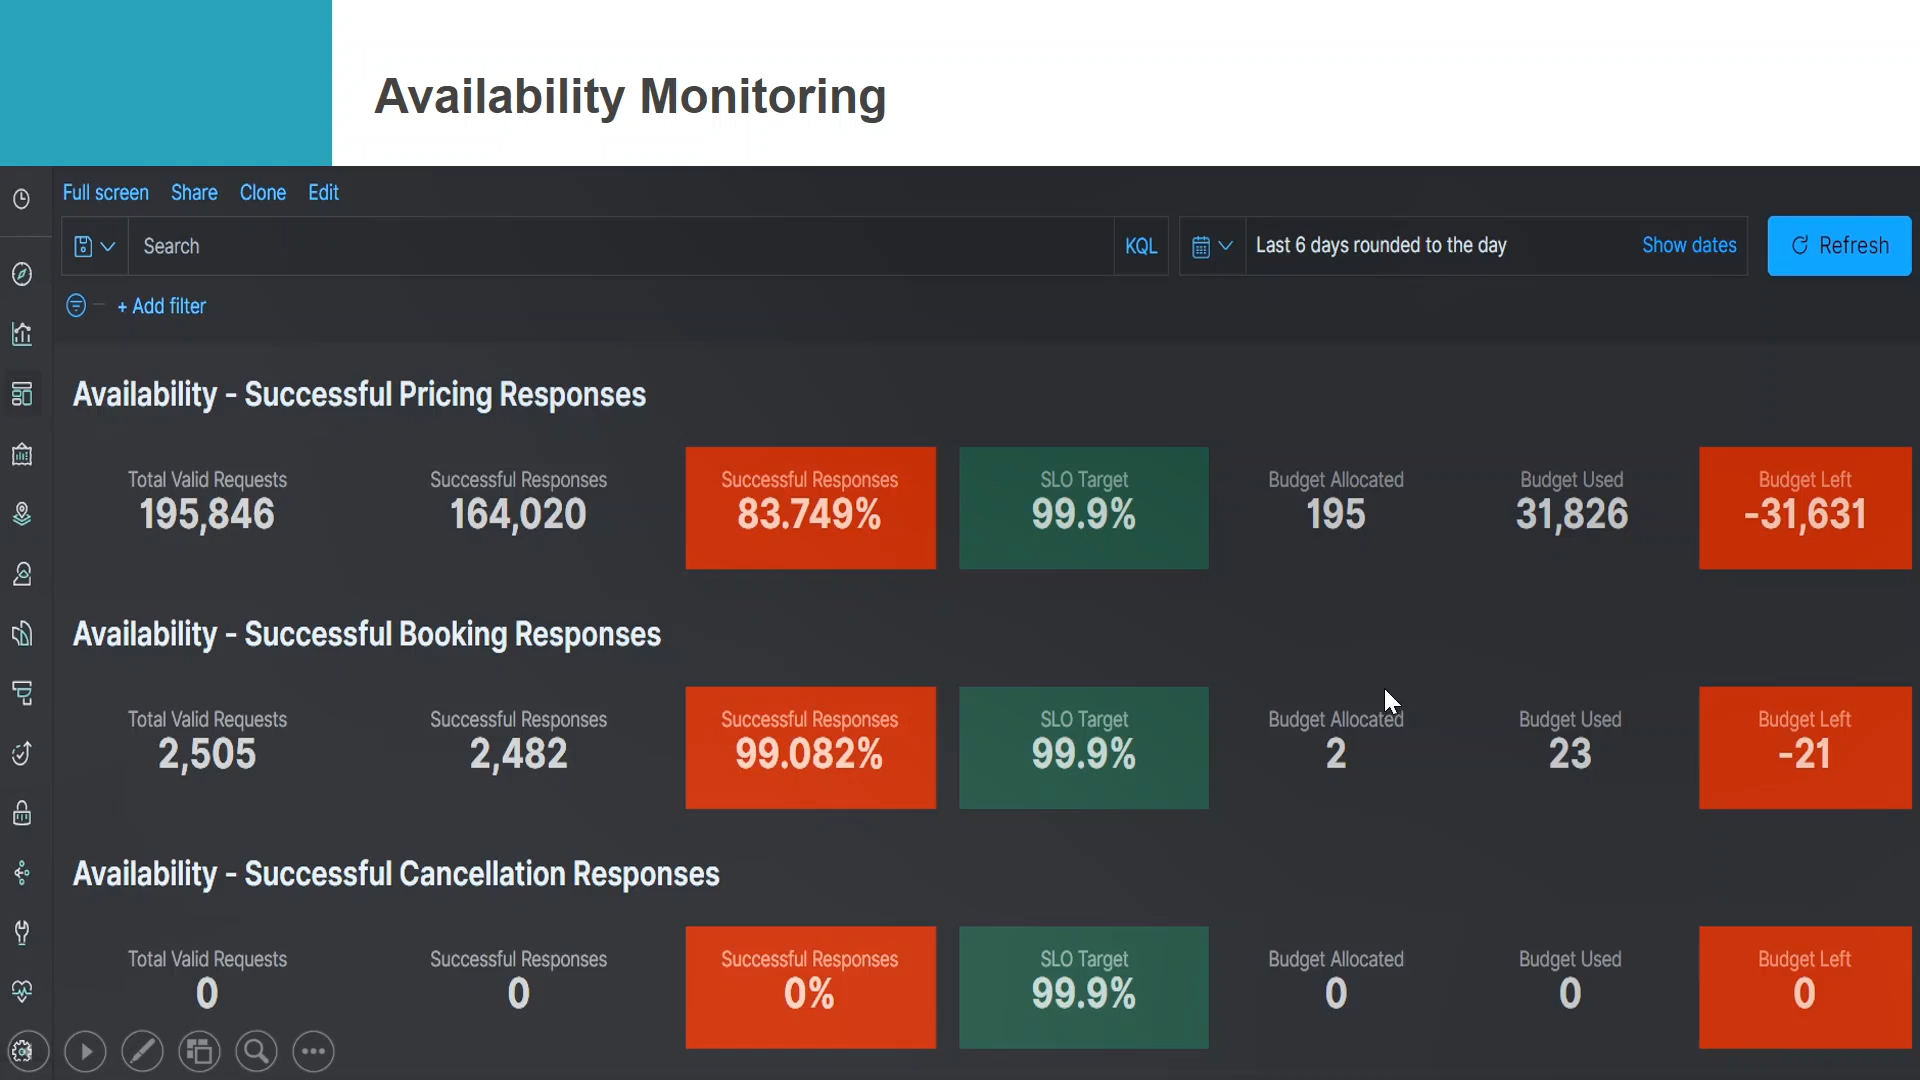 Availability Monitoring
Full screen Share Clone Edit
Search KQL Last 6 days rounded to the day Show dates Refresh
+ Add filter
Availability - Successful Pricing Responses
Total Valid Requests Successful Responses Successful Responses SLO Target Budget Allocated Budget Used Budget Left
195,846 164,020 83.749% 99.9% 195 31,826 -31,631
Availability - Successful Booking Responses
Total Valid Requests Successful Responses Successful Responses SLO Target Budget Allocated Budget Used Budget Left
2,505 2,482 99.082% 99.9% 2 23 -21
Availability - Successful Cancellation Responses
Total Valid Requests Successful Responses Successful Responses SLO Target Budget Allocated Budget Used Budget Left
0 0 0% 99.9% 0 0 0